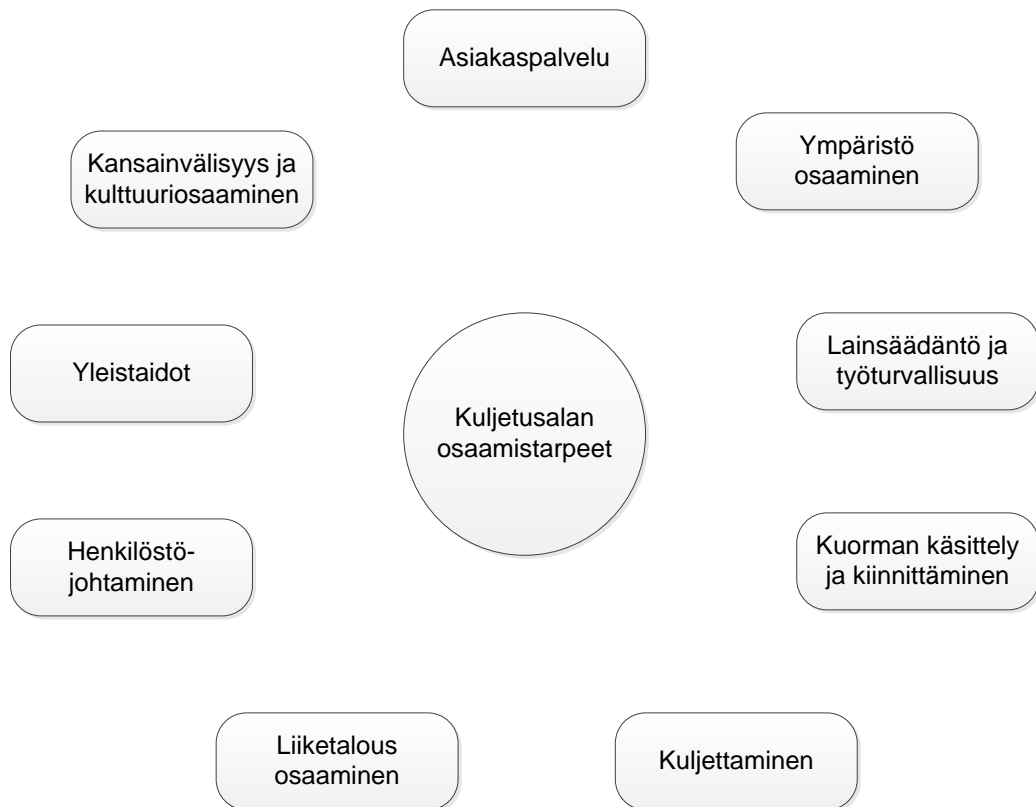 Asiakaspalvelu
Ympäristö
osaaminen
Kansainvälisyys ja
kulttuuriosaaminen
Yleistaidot
Kuljetusalan
osaamistarpeet
Lainsäädäntö ja
työturvallisuus
Henkilöstö-
johtaminen
Kuorman käsittely
ja kiinnittäminen
Liiketalous
osaaminen
Kuljettaminen